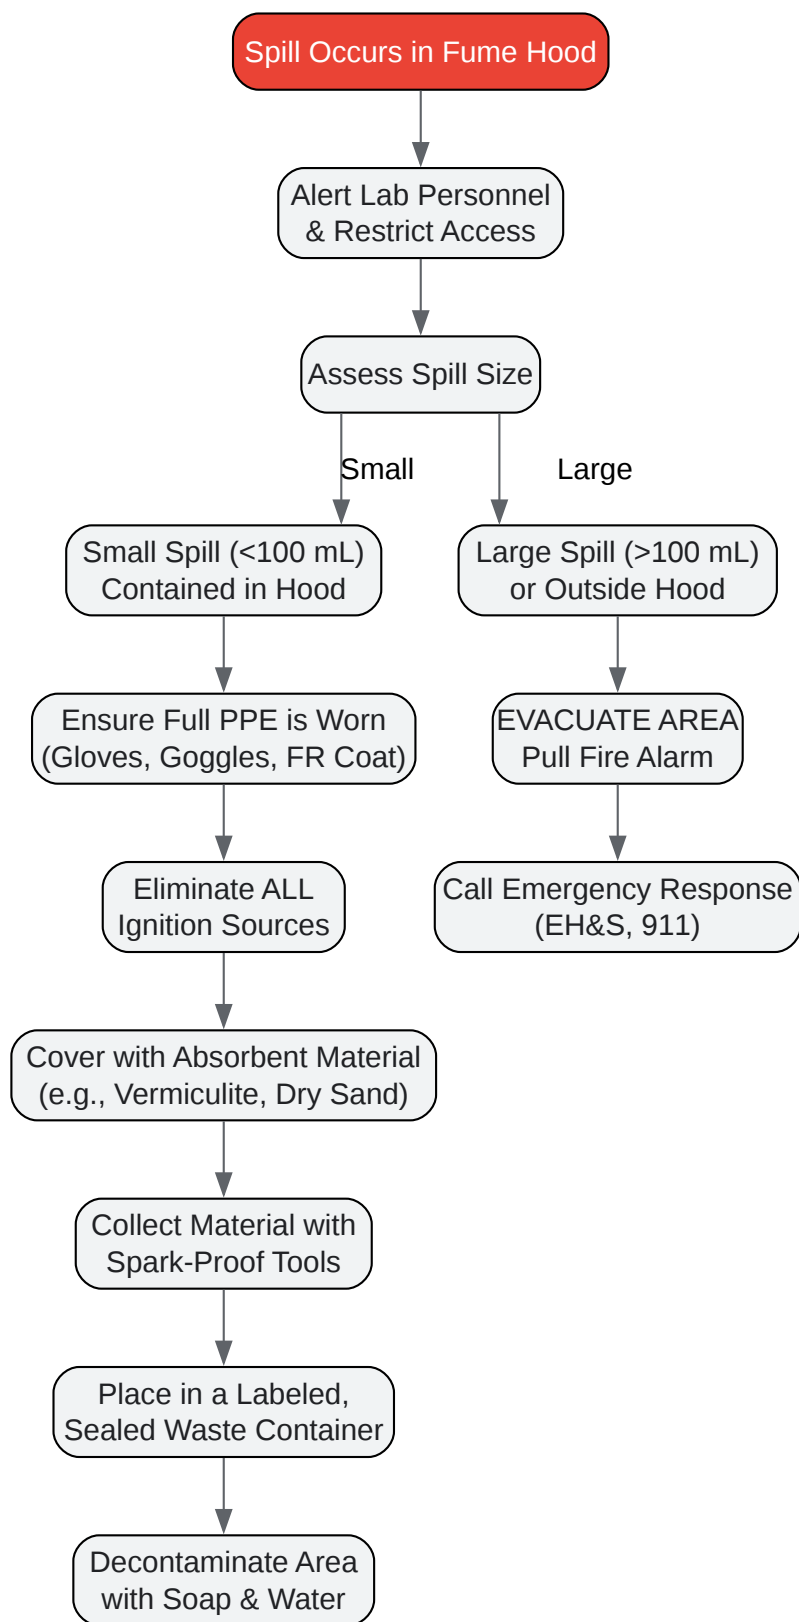 Spill Occurs in Fume Hood
Alert Lab Personnel
& Restrict Access
Assess Spill Size
Small
Large
Small Spill (<100 mL)
Contained in Hood
Large Spill (>100 mL)
or Outside Hood
Ensure Full PPE is Worn
(Gloves, Goggles, FR Coat)
EVACUATE AREA
Pull Fire Alarm
Eliminate ALL
Ignition Sources
Call Emergency Response
(EH&S, 911)
Cover with Absorbent Material
(e.g., Vermiculite, Dry Sand)
Collect Material with
Spark-Proof Tools
Place in a Labeled,
Sealed Waste Container
Decontaminate Area
with Soap & Water